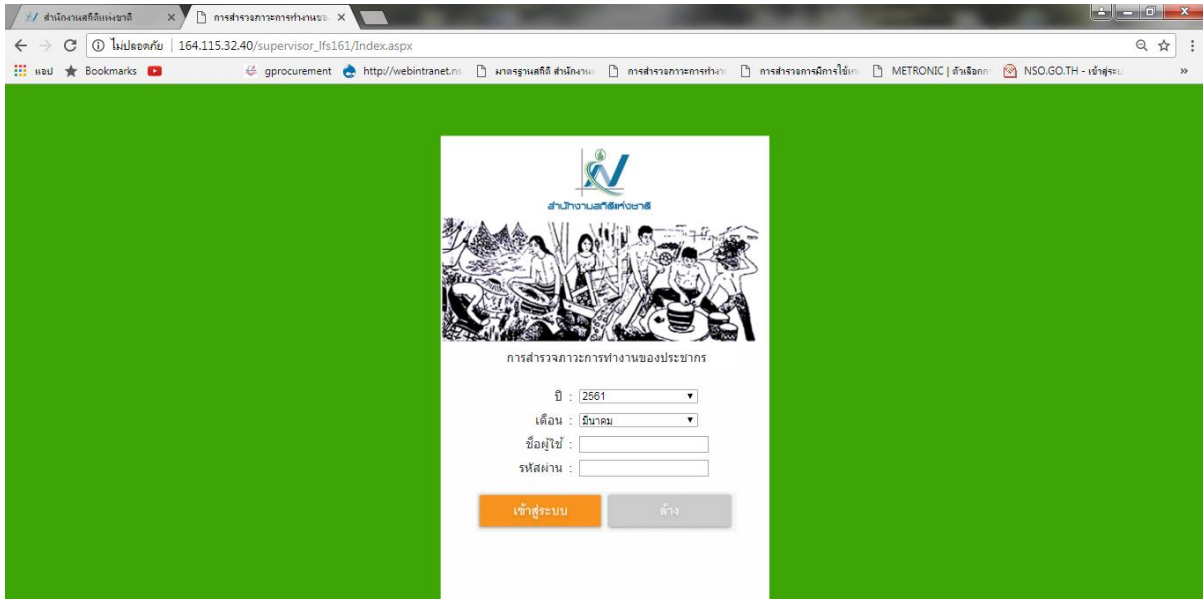 สำนักงานสถิติแห่งชาติ
การสำรวจภาวะการทำงานขอ
ไม่ปลอดภัย | 164.115.32.40/supervisor_lfs161/Index.aspx
แอป Bookmarks gprocurement http://webintranet.ns มาตรฐานสถิติ สำนักงาน การสำรวจภาวะการทำงา การสำรวจการมีการใช้เท METRONIC | ตัวเลือกก NSO.GO.TH - เข้าสู่ระบ »
สำนักงานสถิติแห่งชาติ
การสำรวจภาวะการทำงานของประชากร
ปี : 2561
เดือน : มีนาคม
ชื่อผู้ใช้ :
รหัสผ่าน :
เข้าสู่ระบบ ล้าง